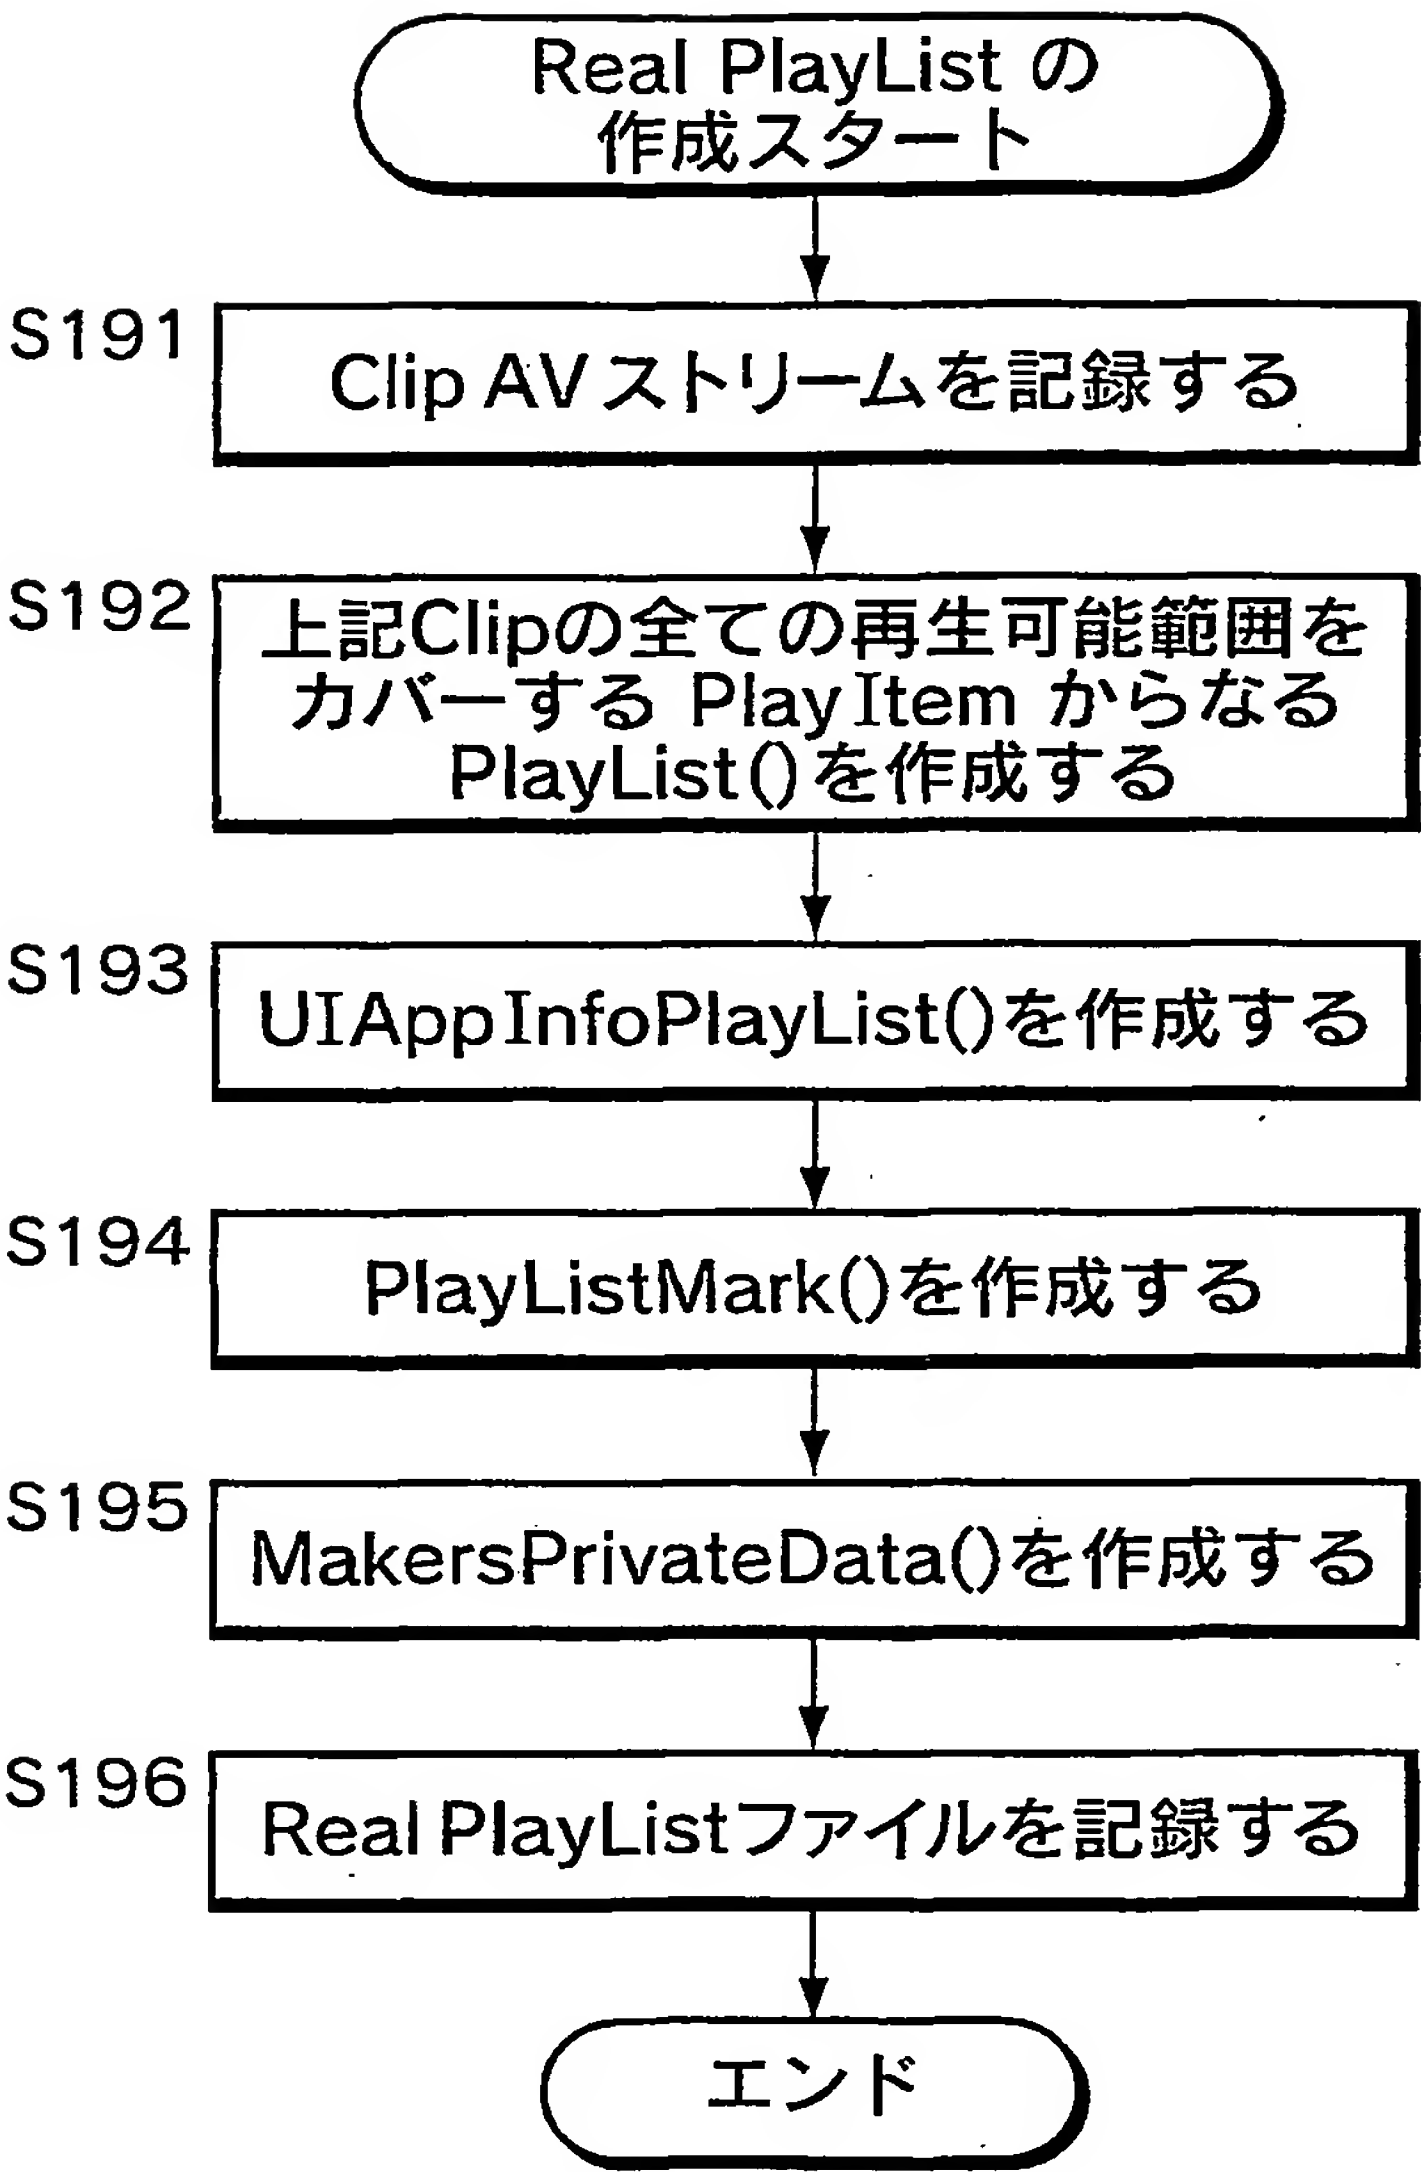 Real PlayList の
作成スタート
S191
Clip AVストリームを記録する
S192
上記Clipの全ての再生可能範囲を
カバーする PlayItem からなる
PlayList()を作成する
S193
UIAppInfoPlayList()を作成する
S194
PlayListMark()を作成する
S195
MakersPrivateData()を作成する
S196
Real PlayListファイルを記録する
エンド